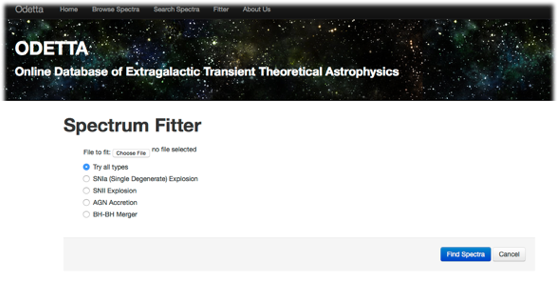 Odetta Home Browse Spectra Search Spectra Fitter About Us
ODETTA
Online Database of Extragalactic Transient Theoretical Astrophysics
Spectrum Fitter
File to fit: Choose File no file selected
Try all types
SNIa (Single Degenerate) Explosion
SNII Explosion
AGN Accretion
BH-BH Merger
Find Spectra Cancel